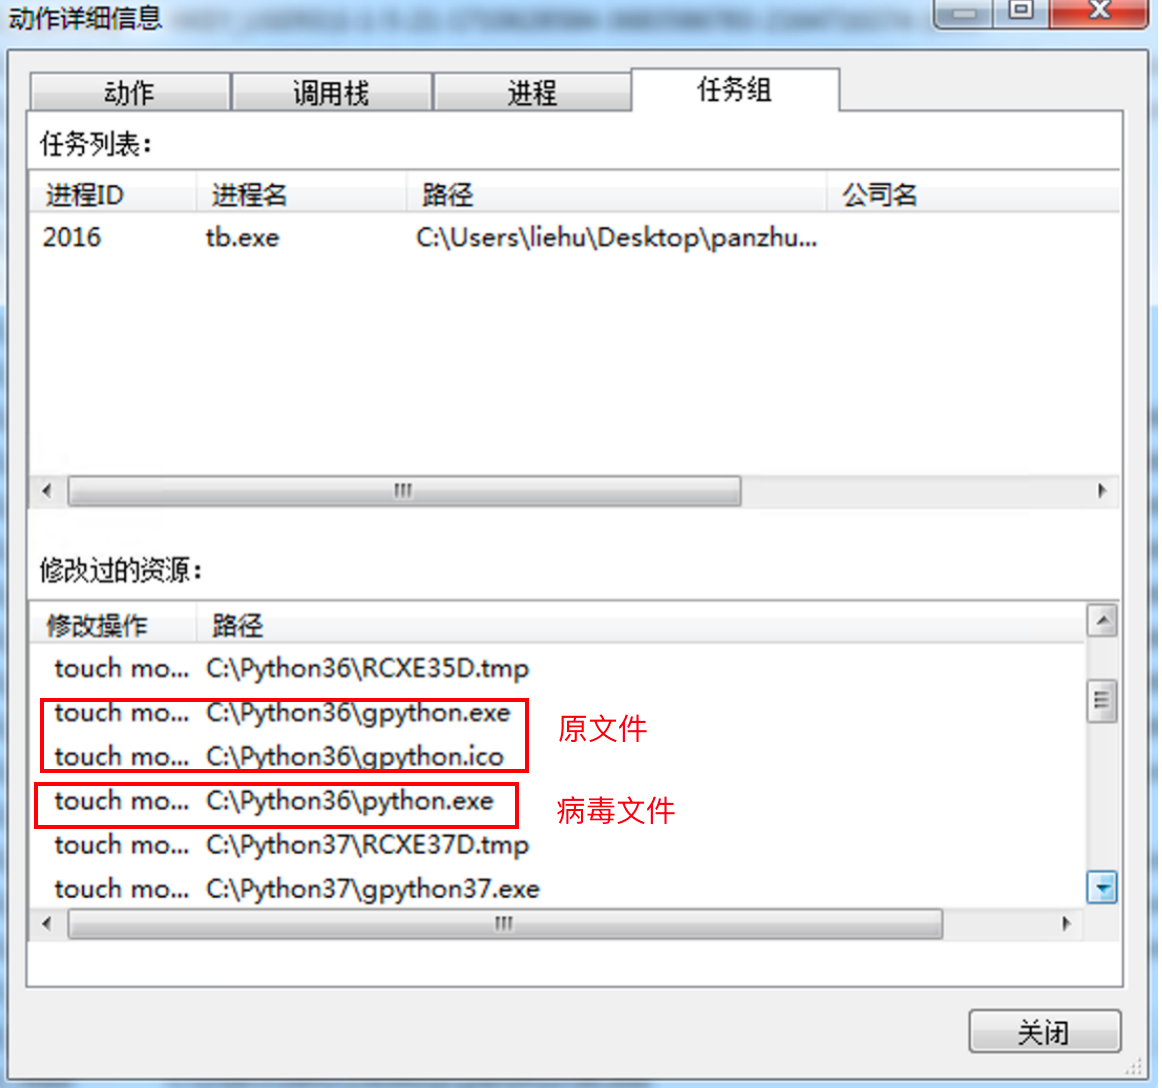 动作详细信息
动作 调用栈 进程 任务组
任务列表：
进程ID 进程名 路径 公司名
2016 tb.exe C:\Users\liehu\Desktop\panzhu...
修改过的资源：
修改操作 路径
touch mo... C:\Python36\RCXE35D.tmp
touch mo... C:\Python36\gpython.exe
原文件
touch mo... C:\Python36\gpython.ico
touch mo... C:\Python36\python.exe 病毒文件
touch mo... C:\Python37\RCXE37D.tmp
touch mo... C:\Python37\gpython37.exe
关闭